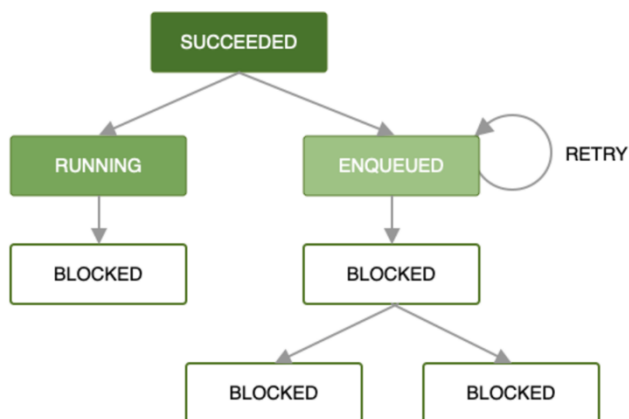 SUCCEEDED
RUNNING
ENQUEUED
RETRY
BLOCKED
BLOCKED
BLOCKED
BLOCKED